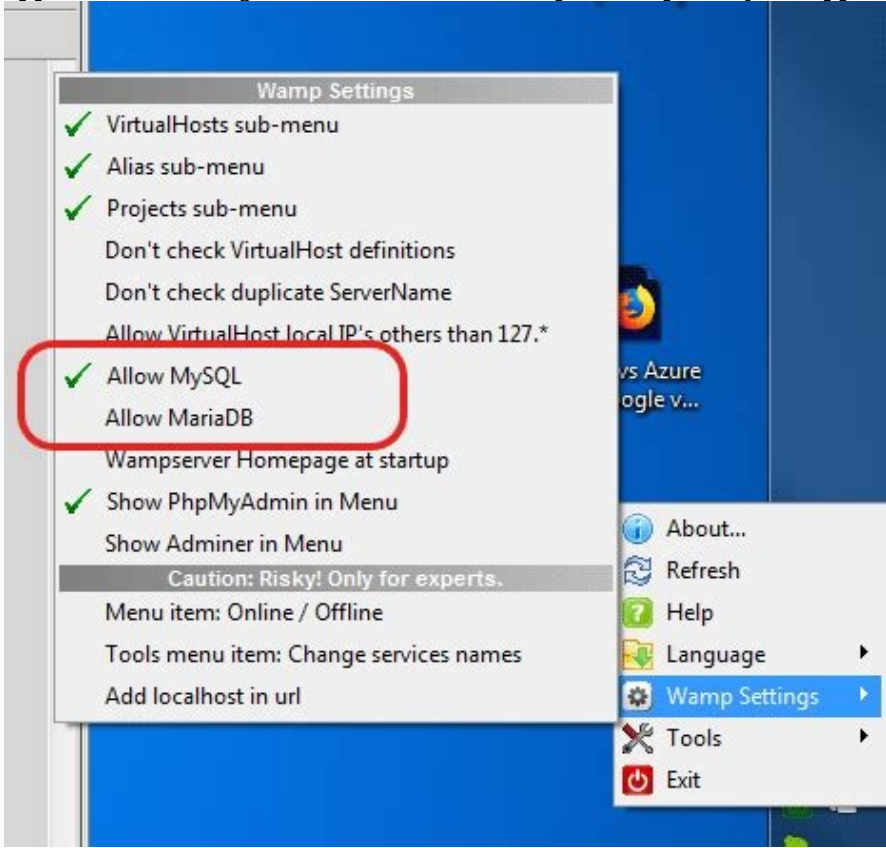 Wamp Settings
VirtualHosts sub-menu
Alias sub-menu
Projects sub-menu
Don't check VirtualHost definitions
Don't check duplicate ServerName
Allow VirtualHost local IP's others than 127.*
Allow MySQL
Allow MariaDB
Wampserver Homepage at startup
Show PhpMyAdmin in Menu
Show Adminer in Menu
Caution: Risky! Only for experts.
Menu item: Online / Offline
Tools menu item: Change services names
Add localhost in url
vs Azure
ogle v...
About...
Refresh
Help
Language
Wamp Settings
Tools
Exit